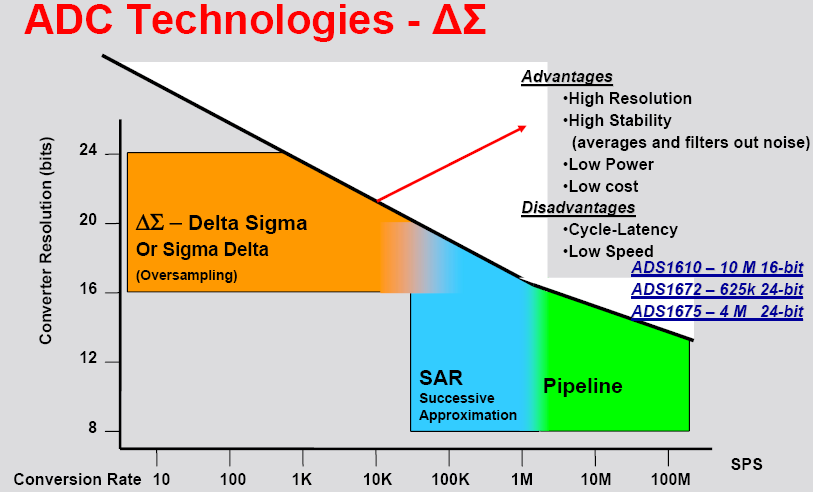 ADC Technologies - ΔΣ
Advantages
•High Resolution
•High Stability
(averages and filters out noise)
•Low Power
•Low cost
Disadvantages
•Cycle-Latency
•Low Speed
ADS1610 – 10 M 16-bit
ADS1672 – 625k 24-bit
ADS1675 – 4 M 24-bit
Converter Resolution (bits)
24
20
16
12
8
ΔΣ – Delta Sigma
Or Sigma Delta
(Oversampling)
SAR
Successive
Approximation
Pipeline
SPS
Conversion Rate 10 100 1K 10K 100K 1M 10M 100M